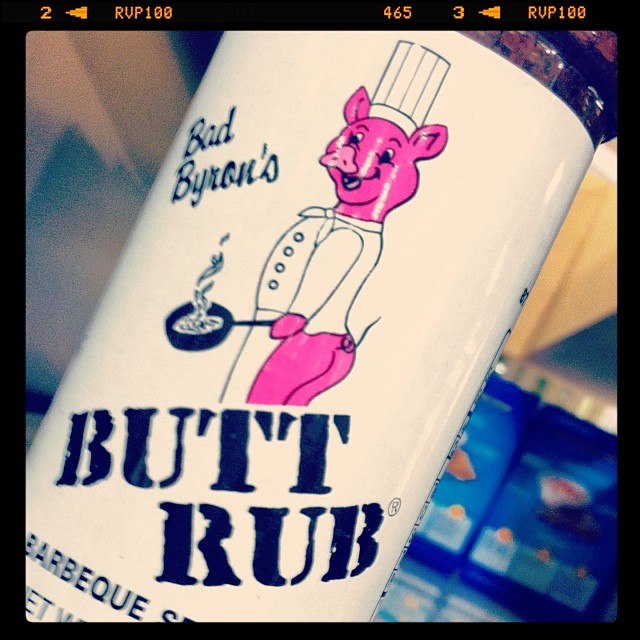 2 RVP100 465 3 RVP100
Bad
Byron's
BUTT
RUB®
BARBEQUE